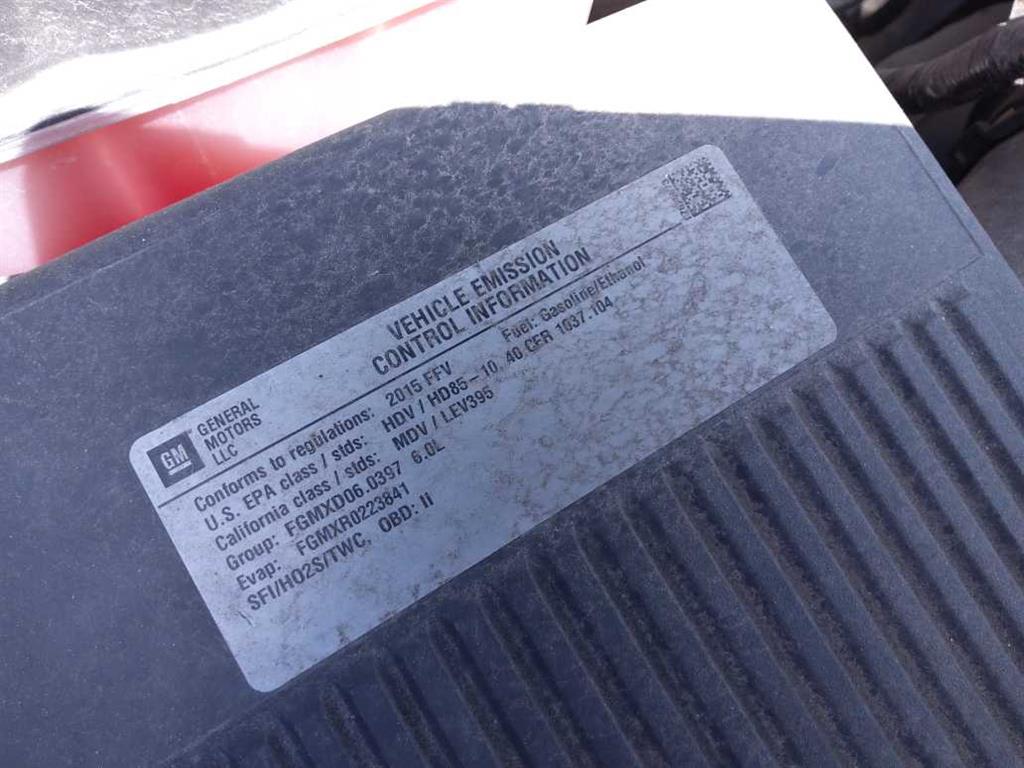 VEHICLE EMISSION
CONTROL INFORMATION
GM GENERAL
MOTORS
LLC
Conforms to regulations: 2015 FFV Fuel: Gasoline/Ethanol
U.S. EPA class / stds: HDV / HD85-10 40 CFR 1037.104
California class / stds: MDV / LEV395
Group: FGMXD06.0397 6.0L
Evap: FGMXR0223841
SFI/HO2S/TWC, OBD: II